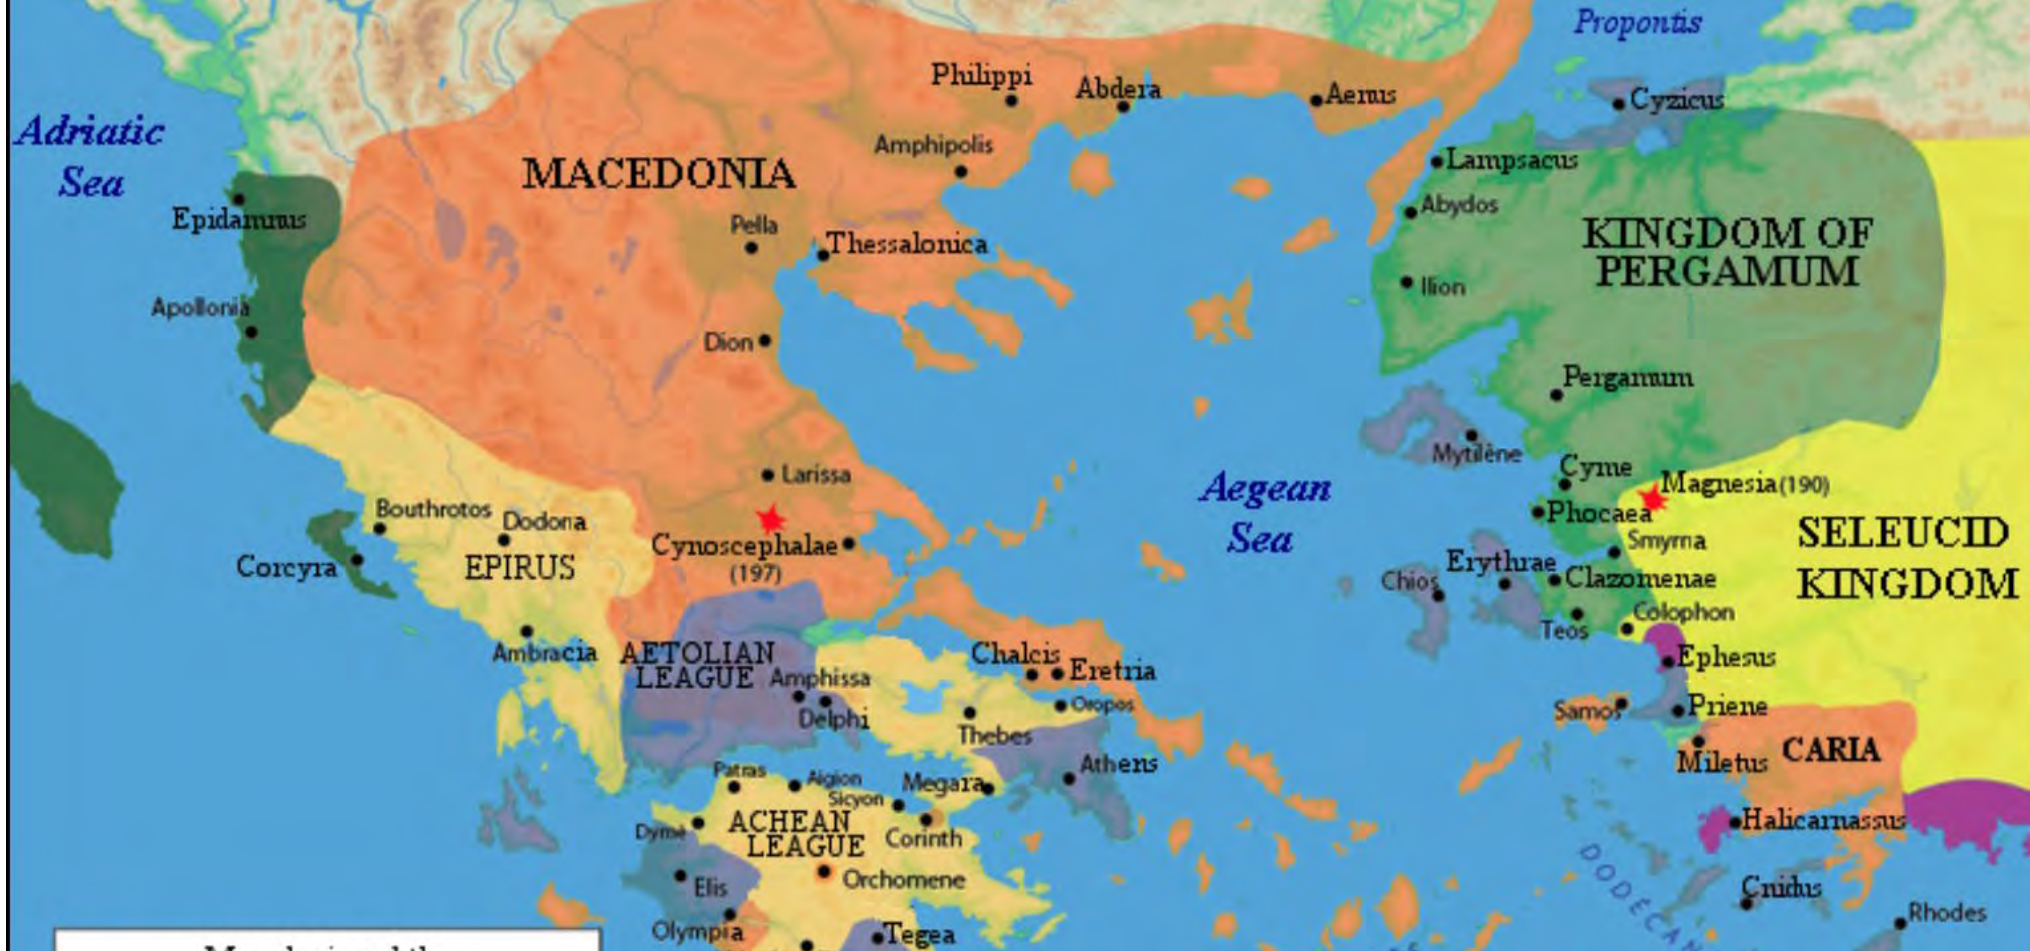 Propontis
Philippi
Abdera
Aenus
Cyzicus
Adriatic
Sea
Amphipolis
MACEDONIA
Lampsacus
Epidamnus
Pella
Thessalonica
Abydos
KINGDOM OF
PERGAMUM
Ilion
Apollonia
Dion
Pergamum
Mytilène
Larissa
Cyme
Aegean
Sea
Magnesia (190)
Bouthrotos
Dodona
Phocaea
SELEUCID
KINGDOM
Corcyra
EPIRUS
Cynoscephalae
(197)
Smyrna
Erythrae
Chios
Clazomenae
Colophon
Teos
Ambracia
AETOLIAN
LEAGUE
Amphissa
Delphi
Chalcis
Eretria
Oropos
Ephesus
Samos
Priene
Thebes
Athens
Miletus
CARIA
Patras
Aigion
Sicyon
Megara
Dymè
ACHEAN
LEAGUE
Corinth
Halicarnassus
Elis
Orchomene
Cnidus
Rhodes
Olympia
Tegea